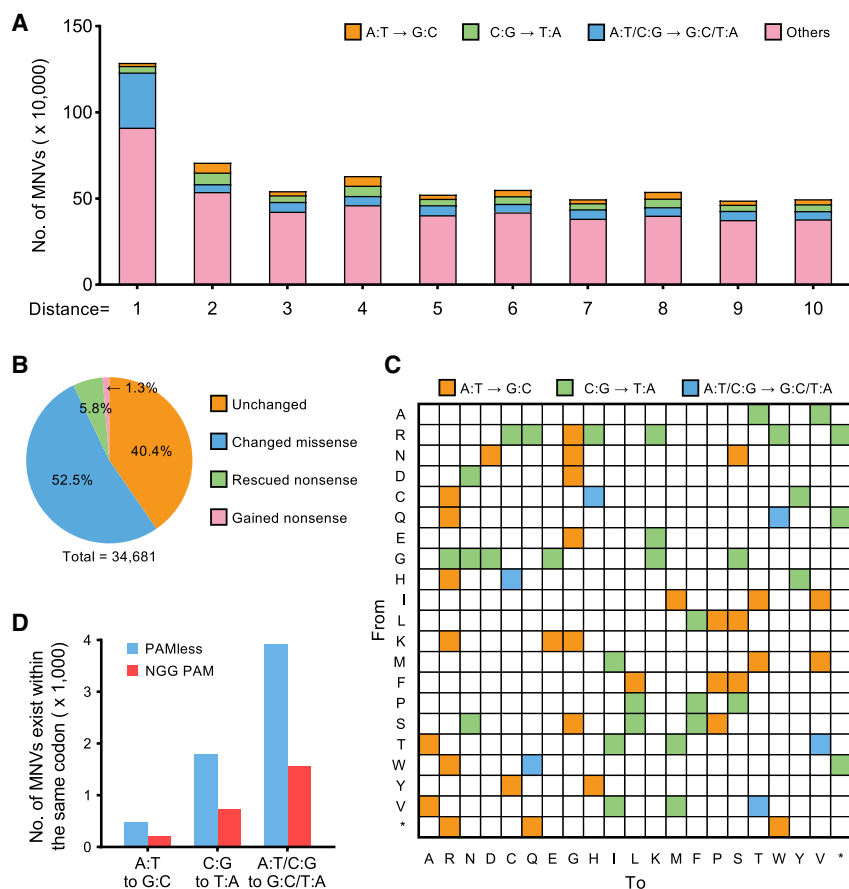 A
A:T → G:C
C:G → T:A
A:T/C:G → G:C/T:A
Others
No. of MNVs ( x 10,000)
150
100
50
0
Distance= 1 2 3 4 5 6 7 8 9 10
B
← 1.3%
5.8%
40.4%
52.5%
Total = 34,681
Unchanged
Changed missense
Rescued nonsense
Gained nonsense
C
A:T → G:C
C:G → T:A
A:T/C:G → G:C/T:A
From
A
R
N
D
C
Q
E
G
H
I
L
K
M
F
P
S
T
W
Y
V
*
A R N D C Q E G H I L K M F P S T W Y V *
To
D
PAMless
NGG PAM
No. of MNVs exist within
the same codon ( x 1,000)
4
3
2
1
0
A:T
to G:C
C:G
to T:A
A:T/C:G
to G:C/T:A